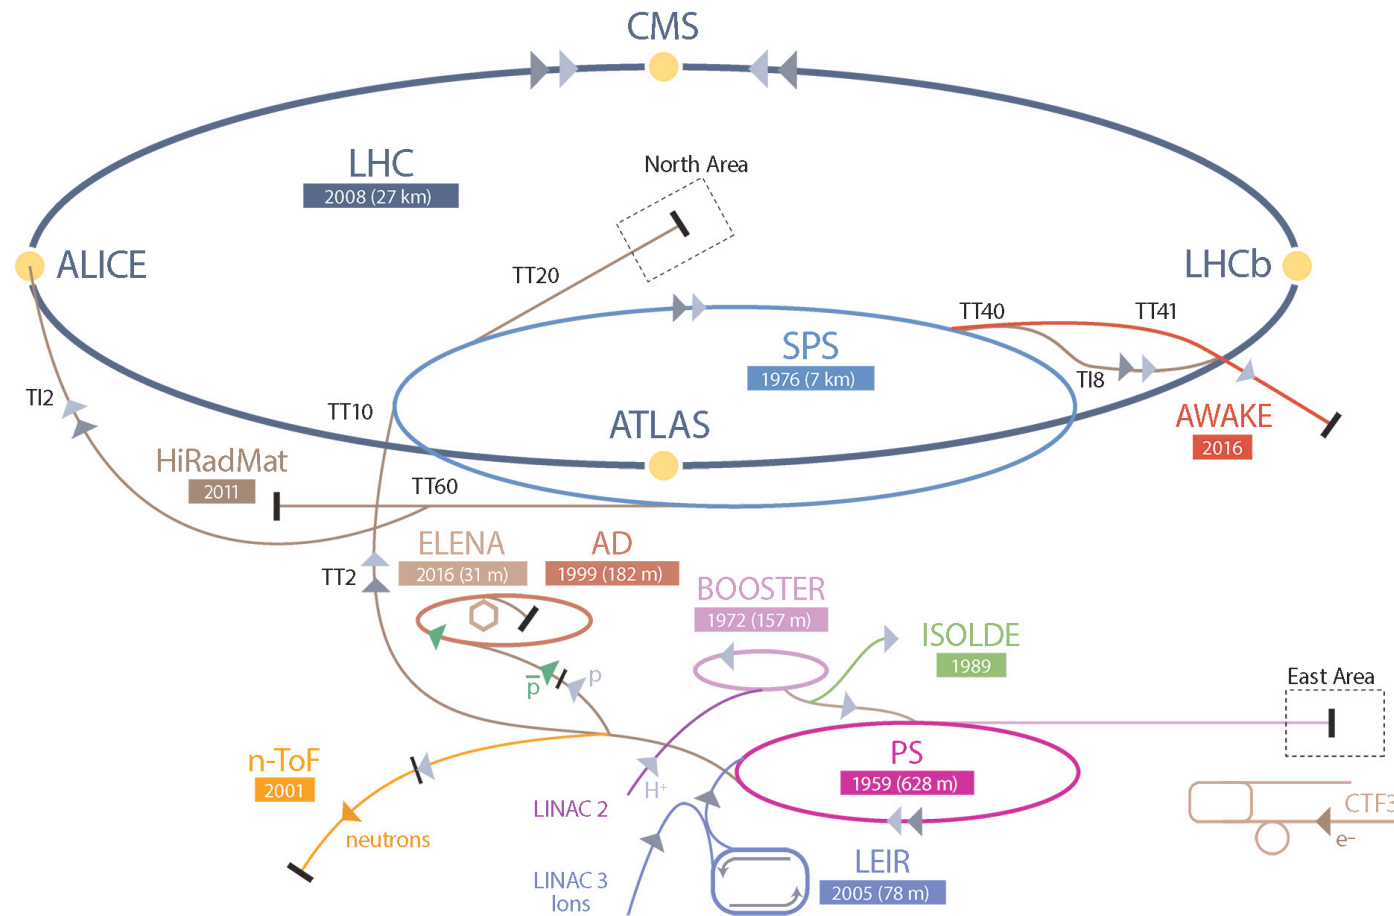 CMS
LHC
2008 (27 km)
North Area
ALICE
TT20
LHCb
TT40
TT41
SPS
1976 (7 km)
TI8
TI2
TT10
ATLAS
AWAKE
2016
HiRadMat
2011
TT60
ELENA
2016 (31 m)
AD
1999 (182 m)
TT2
BOOSTER
1972 (157 m)
ISOLDE
1989
p̅
p
East Area
n-ToF
2001
PS
1959 (628 m)
H⁺
LINAC 2
neutrons
CTF3
e⁻
LEIR
2005 (78 m)
LINAC 3
Ions